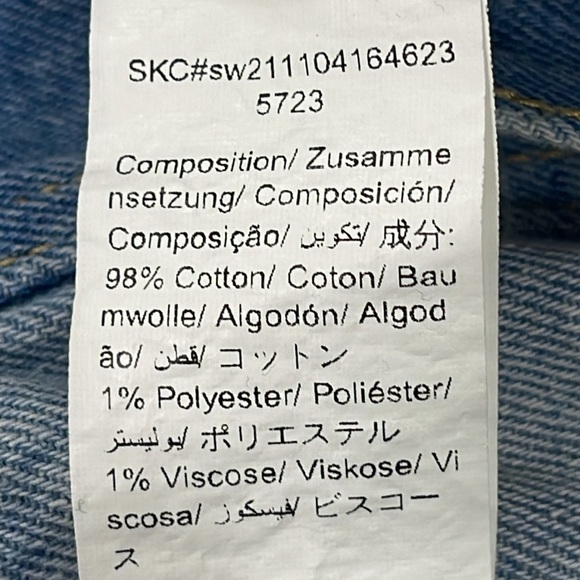 SKC#sw211104164623
5723
Composition/ Zusamme
nsetzung/ Composición/
Composição/ تكوين/ 成分:
98% Cotton/ Coton/ Bau
mwolle/ Algodón/ Algod
ão/ قطن/ コットン
1% Polyester/ Poliéster/
بوليستر/ ポリエステル
1% Viscose/ Viskose/ Vi
scosa/ فيسكوز/ ビスコー
ス